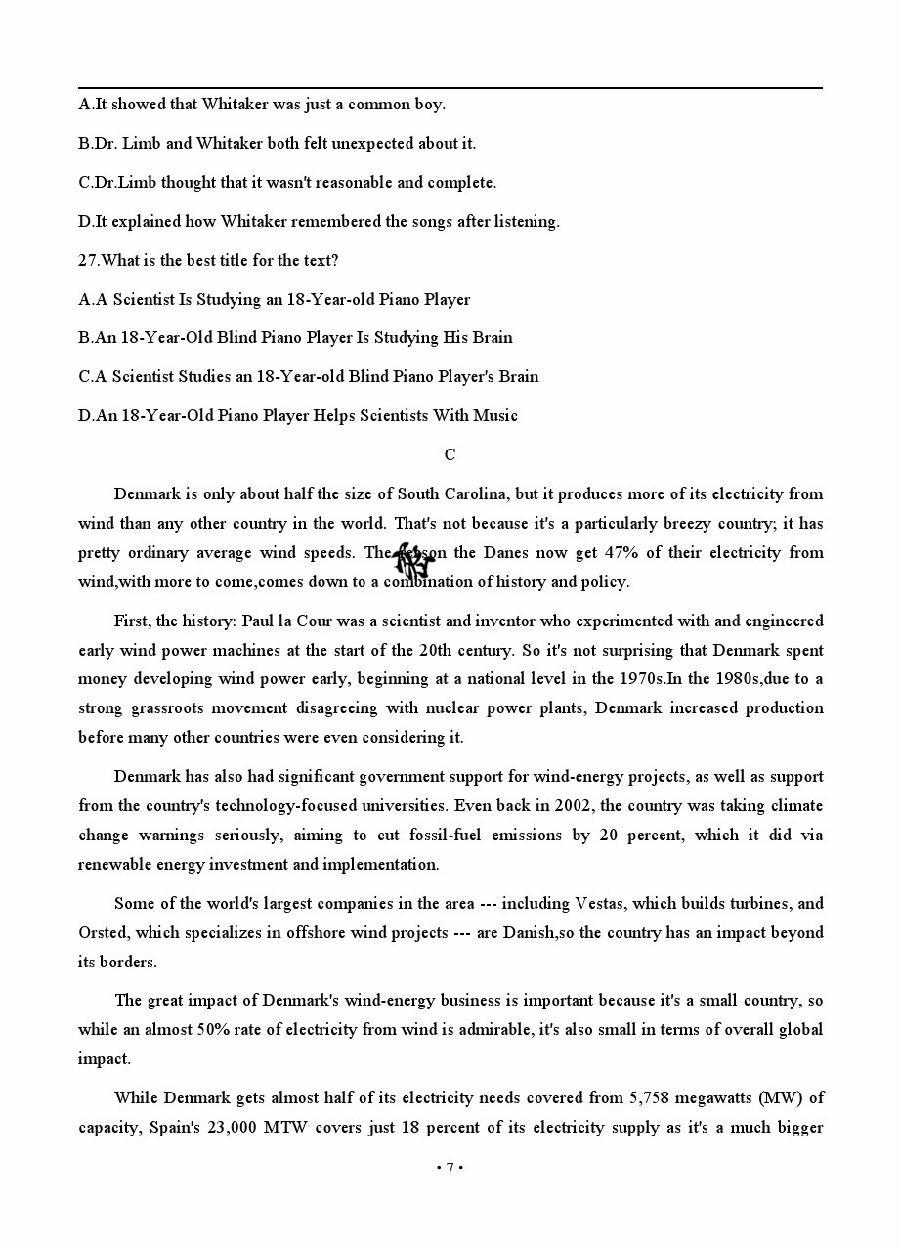 A.It showed that Whitaker was just a common boy.
B.Dr. Limb and Whitaker both felt unexpected about it.
C.Dr.Limb thought that it wasn't reasonable and complete.
D.It explained how Whitaker remembered the songs after listening.
27.What is the best title for the text?
A.A Scientist Is Studying an 18-Year-old Piano Player
B.An 18-Year-Old Blind Piano Player Is Studying His Brain
C.A Scientist Studies an 18-Year-old Blind Piano Player's Brain
D.An 18-Year-Old Piano Player Helps Scientists With Music
C
Denmark is only about half the size of South Carolina, but it produces more of its electricity from
wind than any other country in the world. That's not because it's a particularly breezy country; it has
pretty ordinary average wind speeds. The reason the Danes now get 47% of their electricity from
wind,with more to come,comes down to a combination of history and policy.
First, the history: Paul la Cour was a scientist and inventor who experimented with and engineered
early wind power machines at the start of the 20th century. So it's not surprising that Denmark spent
money developing wind power early, beginning at a national level in the 1970s.In the 1980s,due to a
strong grassroots movement disagreeing with nuclear power plants, Denmark increased production
before many other countries were even considering it.
Denmark has also had significant government support for wind-energy projects, as well as support
from the country's technology-focused universities. Even back in 2002, the country was taking climate
change warnings seriously, aiming to cut fossil-fuel emissions by 20 percent, which it did via
renewable energy investment and implementation.
Some of the world's largest companies in the area --- including Vestas, which builds turbines, and
Orsted, which specializes in offshore wind projects --- are Danish,so the country has an impact beyond
its borders.
The great impact of Denmark's wind-energy business is important because it's a small country, so
while an almost 50% rate of electricity from wind is admirable, it's also small in terms of overall global
impact.
While Denmark gets almost half of its electricity needs covered from 5,758 megawatts (MW) of
capacity, Spain's 23,000 MTW covers just 18 percent of its electricity supply as it's a much bigger
• 7 •